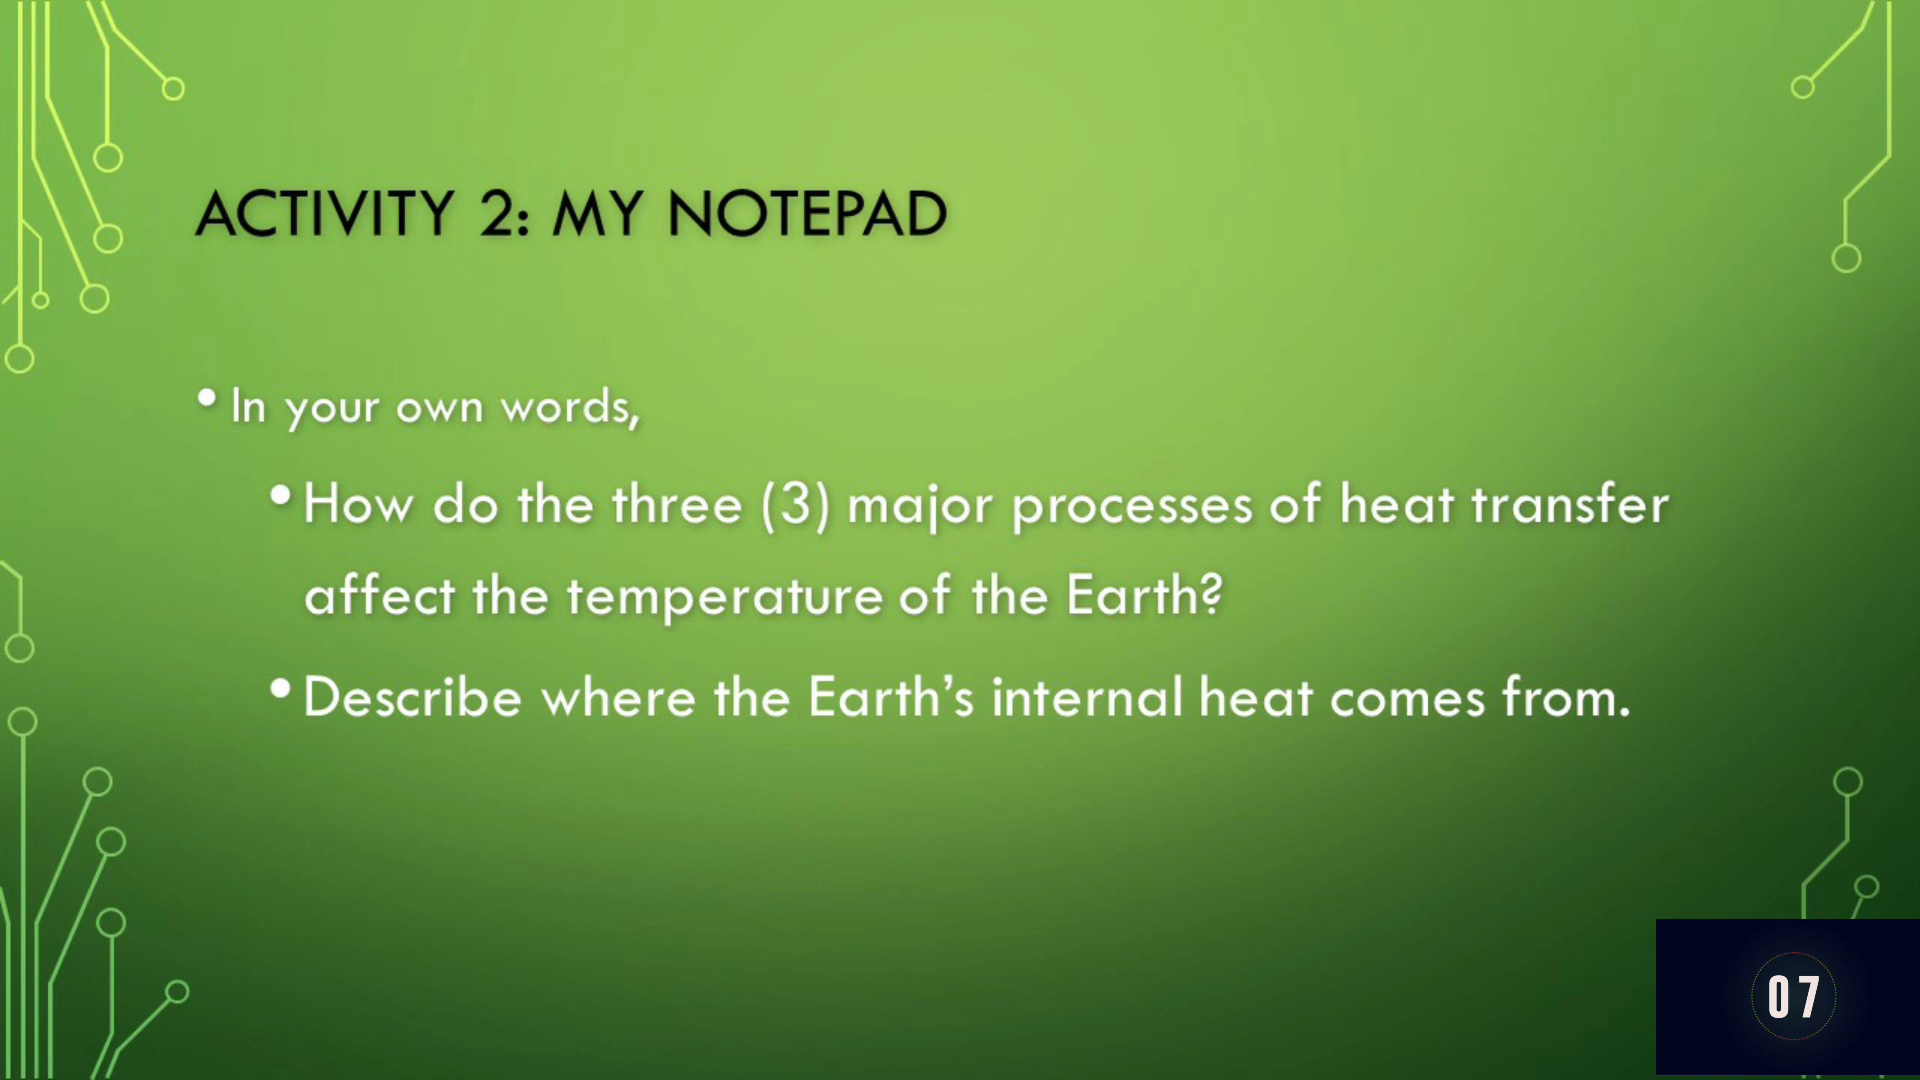 ACTIVITY 2: MY NOTEPAD
• In your own words,
• How do the three (3) major processes of heat transfer
affect the temperature of the Earth?
• Describe where the Earth’s internal heat comes from.
07